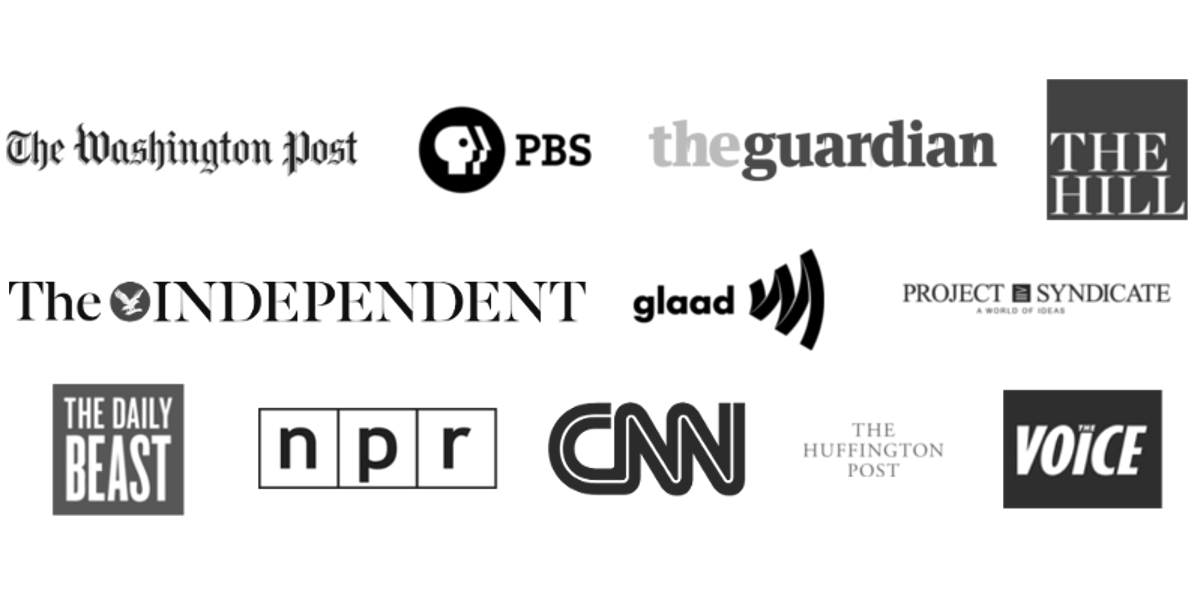 The Washington Post
PBS
theguardian
THE
HILL
The INDEPENDENT
glaad
PROJECT SYNDICATE
A WORLD OF IDEAS
THE DAILY
BEAST
npr
CNN
THE
HUFFINGTON
POST
THE
VOiCE